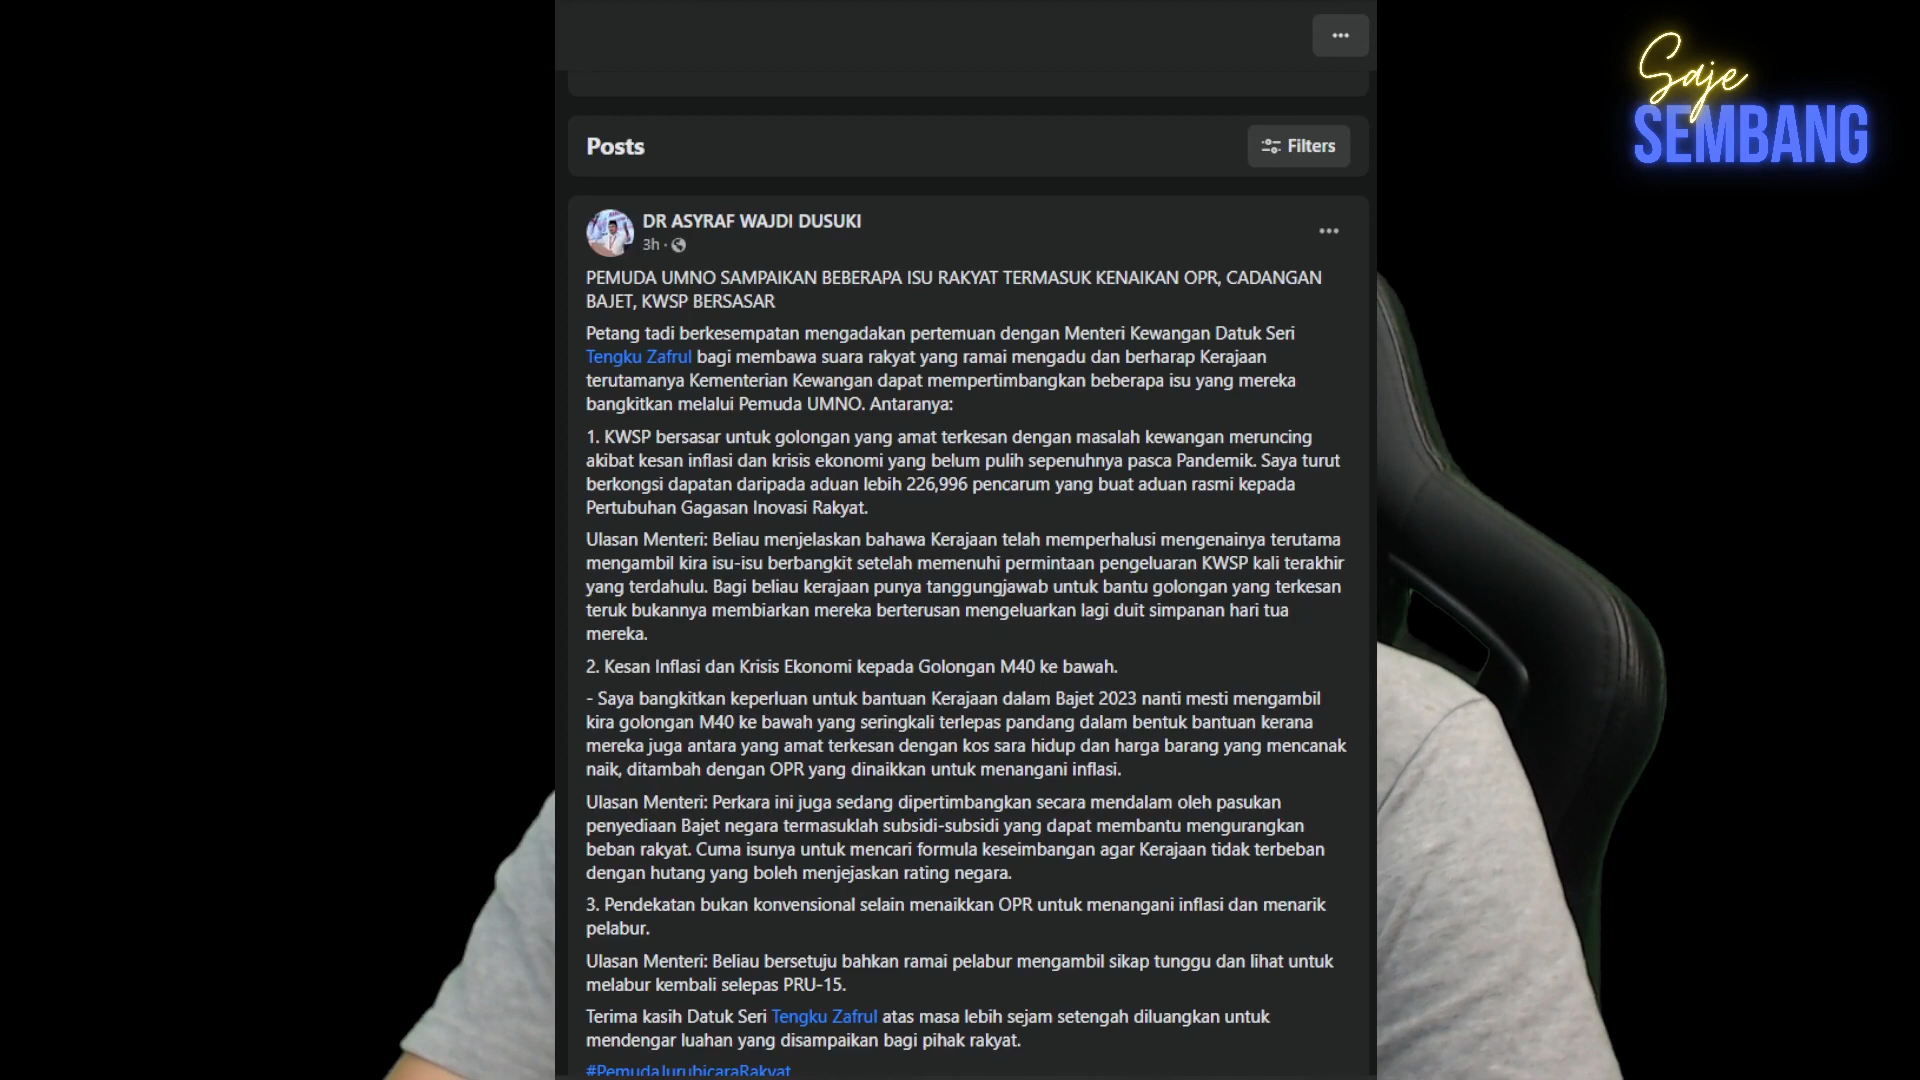 Saje
SEMBANG
Posts
Filters
DR ASYRAF WAJDI DUSUKI
3h ·
PEMUDA UMNO SAMPAIKAN BEBERAPA ISU RAKYAT TERMASUK KENAIKAN OPR, CADANGAN
BAJET, KWSP BERSASAR
Petang tadi berkesempatan mengadakan pertemuan dengan Menteri Kewangan Datuk Seri
Tengku Zafrul bagi membawa suara rakyat yang ramai mengadu dan berharap Kerajaan
terutamanya Kementerian Kewangan dapat mempertimbangkan beberapa isu yang mereka
bangkitkan melalui Pemuda UMNO. Antaranya:
1. KWSP bersasar untuk golongan yang amat terkesan dengan masalah kewangan meruncing
akibat kesan inflasi dan krisis ekonomi yang belum pulih sepenuhnya pasca Pandemik. Saya turut
berkongsi dapatan daripada aduan lebih 226,996 pencarum yang buat aduan rasmi kepada
Pertubuhan Gagasan Inovasi Rakyat.
Ulasan Menteri: Beliau menjelaskan bahawa Kerajaan telah memperhalusi mengenainya terutama
mengambil kira isu-isu berbangkit setelah memenuhi permintaan pengeluaran KWSP kali terakhir
yang terdahulu. Bagi beliau kerajaan punya tanggungjawab untuk bantu golongan yang terkesan
teruk bukannya membiarkan mereka berterusan mengeluarkan lagi duit simpanan hari tua
mereka.
2. Kesan Inflasi dan Krisis Ekonomi kepada Golongan M40 ke bawah.
- Saya bangkitkan keperluan untuk bantuan Kerajaan dalam Bajet 2023 nanti mesti mengambil
kira golongan M40 ke bawah yang seringkali terlepas pandang dalam bentuk bantuan kerana
mereka juga antara yang amat terkesan dengan kos sara hidup dan harga barang yang mencanak
naik, ditambah dengan OPR yang dinaikkan untuk menangani inflasi.
Ulasan Menteri: Perkara ini juga sedang dipertimbangkan secara mendalam oleh pasukan
penyediaan Bajet negara termasuklah subsidi-subsidi yang dapat membantu mengurangkan
beban rakyat. Cuma isunya untuk mencari formula keseimbangan agar Kerajaan tidak terbeban
dengan hutang yang boleh menjejaskan rating negara.
3. Pendekatan bukan konvensional selain menaikkan OPR untuk menangani inflasi dan menarik
pelabur.
Ulasan Menteri: Beliau bersetuju bahkan ramai pelabur mengambil sikap tunggu dan lihat untuk
melabur kembali selepas PRU-15.
Terima kasih Datuk Seri Tengku Zafrul atas masa lebih sejam setengah diluangkan untuk
mendengar luahan yang disampaikan bagi pihak rakyat.
#PemudaJurubicaraRakyat